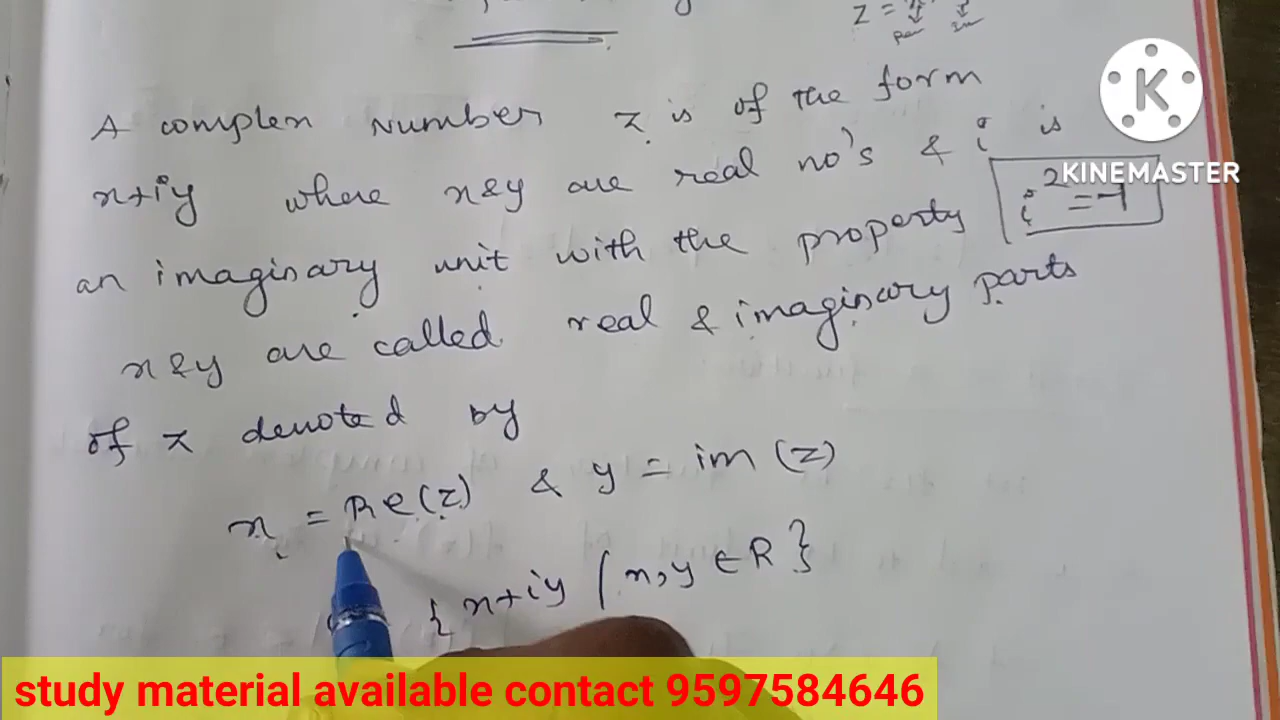 z =
A complex number z is of the form
x+iy where x&y are real no's & i is
an imaginary unit with the property i² = -1
x & y are called real & imaginary parts
of z denoted by
x = Re(z) & y = im (z)
{ x+iy / x, y ∈ R }
K
KINEMASTER
study material available contact 9597584646